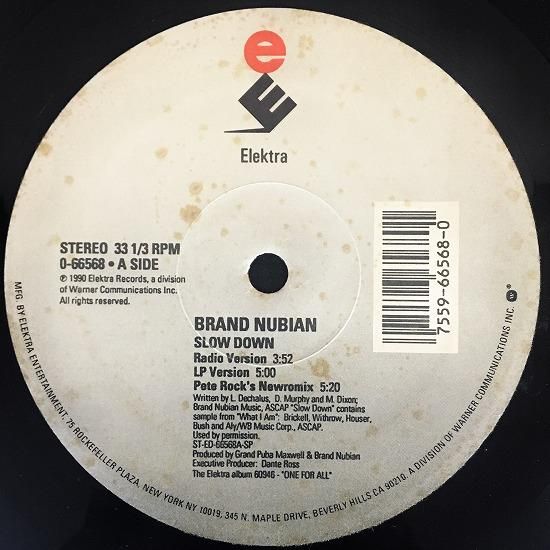 e
E
Elektra
STEREO 33 1/3 RPM
0-66568 • A SIDE
℗ 1990 Elektra Records, a division
of Warner Communications Inc.
All rights reserved.
7559-66568-0
BRAND NUBIAN
SLOW DOWN
Radio Version 3:52
LP Version 5:00
Pete Rock's Newromix 5:20
Written by L. Dechalus, D. Murphy and M. Dixon;
Brand Nubian Music, ASCAP "Slow Down" contains
sample from "What I Am": Brickell, Withrow, Houser,
Bush and Aly/WB Music Corp., ASCAP.
Used by permission.
ST-ED-66568A-SP
Produced by Grand Puba Maxwell & Brand Nubian
Executive Producer: Dante Ross
The Elektra album 60946 - "ONE FOR ALL"
MFG. BY ELEKTRA ENTERTAINMENT, 75 ROCKEFELLER PLAZA, NEW YORK NY 10019, 345 N. MAPLE DRIVE, BEVERLY HILLS CA 90210. A DIVISION OF WARNER COMMUNICATIONS INC.